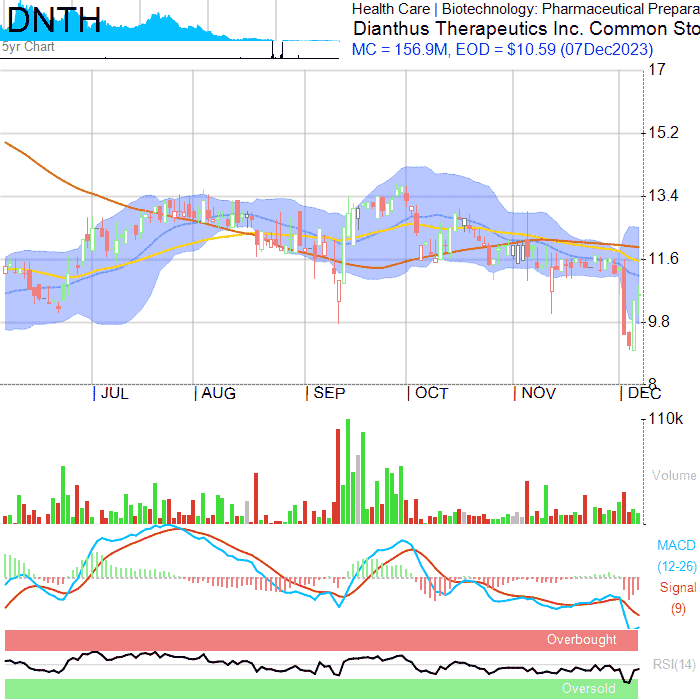 DNTH
5yr Chart
Health Care | Biotechnology: Pharmaceutical Prepara
Dianthus Therapeutics Inc. Common Sto
MC = 156.9M, EOD = $10.59 (07Dec2023)
17
15.2
13.4
11.6
9.8
8
JUL
AUG
SEP
OCT
NOV
DEC
110k
Volume
MACD
(12-26)
Signal
(9)
Overbought
RSI(14)
Oversold